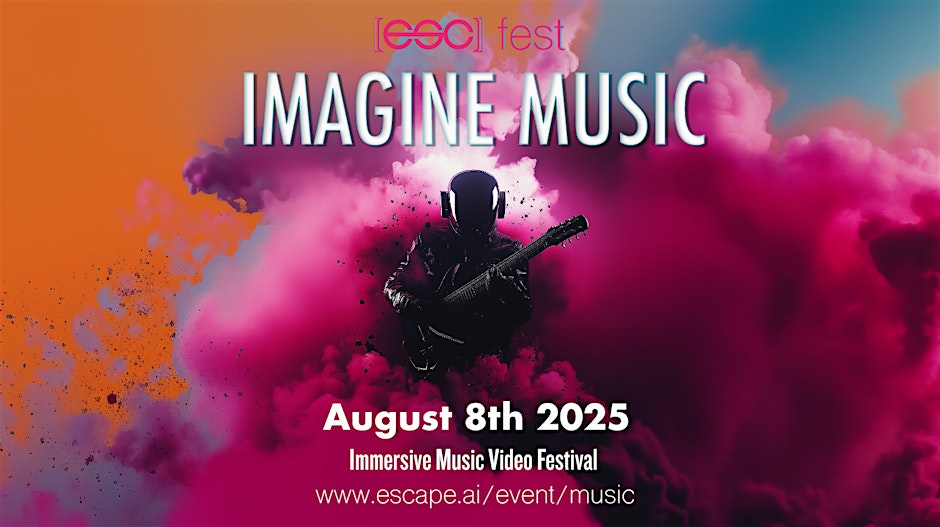 [esc] fest
IMAGINE MUSIC
August 8th 2025
Immersive Music Video Festival
www.escape.ai/event/music